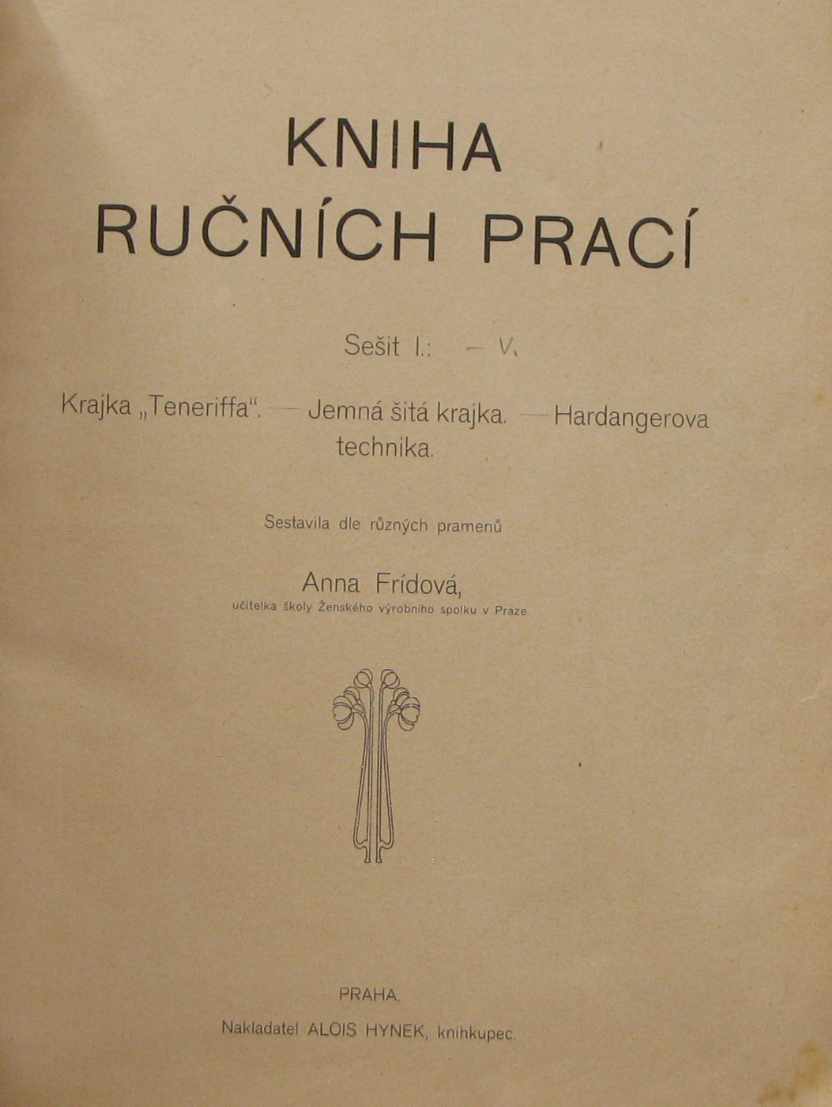 KNIHA
RUČNÍCH PRACÍ
Sešit I.: – V.
Krajka „Teneriffa“. — Jemná šitá krajka. — Hardangerova
technika.
Sestavila dle různých pramenů
Anna Frídová,
učitelka školy Ženského výrobního spolku v Praze
PRAHA.
Nakladatel ALOIS HYNEK, knihkupec.